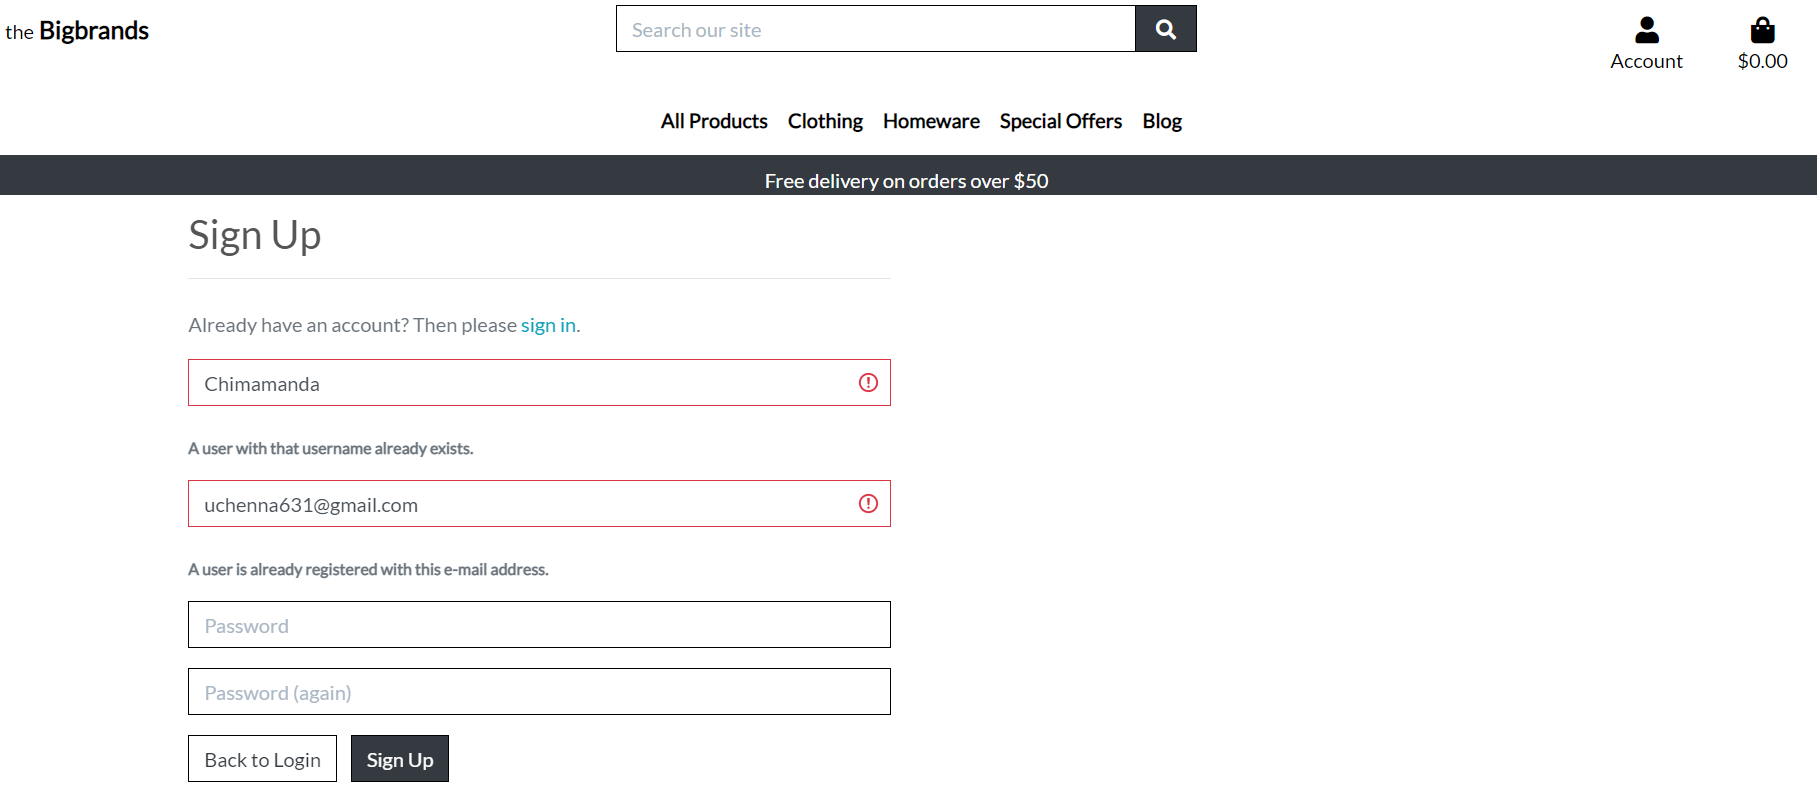 the Bigbrands
Search our site
Account
$0.00
All Products Clothing Homeware Special Offers Blog
Free delivery on orders over $50
Sign Up
Already have an account? Then please sign in.
Chimamanda
A user with that username already exists.
uchenna631@gmail.com
A user is already registered with this e-mail address.
Password
Password (again)
Back to Login Sign Up